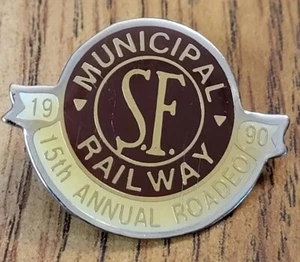 MUNICIPAL
S.F.
RAILWAY
19 90
15th ANNUAL ROADEO!